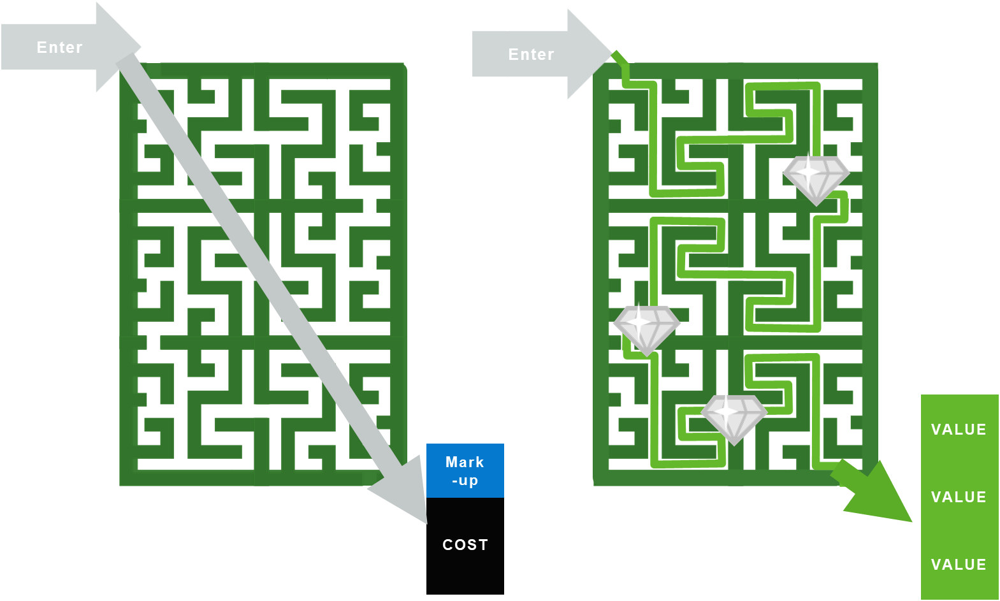 Enter
Mark
-up
COST
Enter
VALUE
VALUE
VALUE